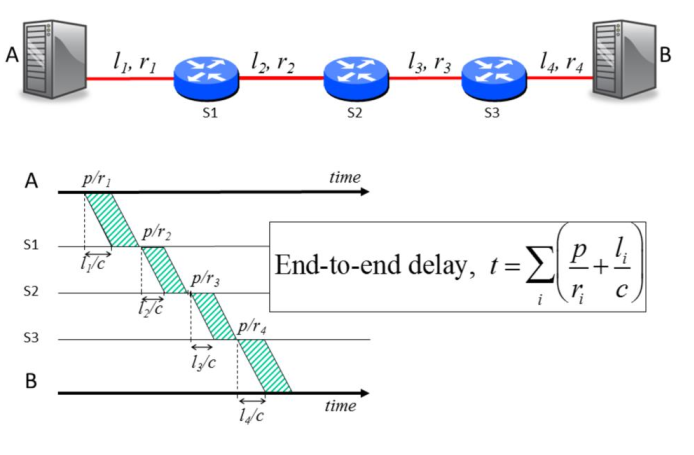 A l₁, r₁ l₂, r₂ l₃, r₃ l₄, r₄ B
S1 S2 S3
A p/r₁ time
S1 p/r₂
l₁/c
End-to-end delay, t = ∑ᵢ (p/rᵢ + lᵢ/c)
S2 p/r₃
l₂/c
S3 p/r₄
l₃/c
B time
l₄/c